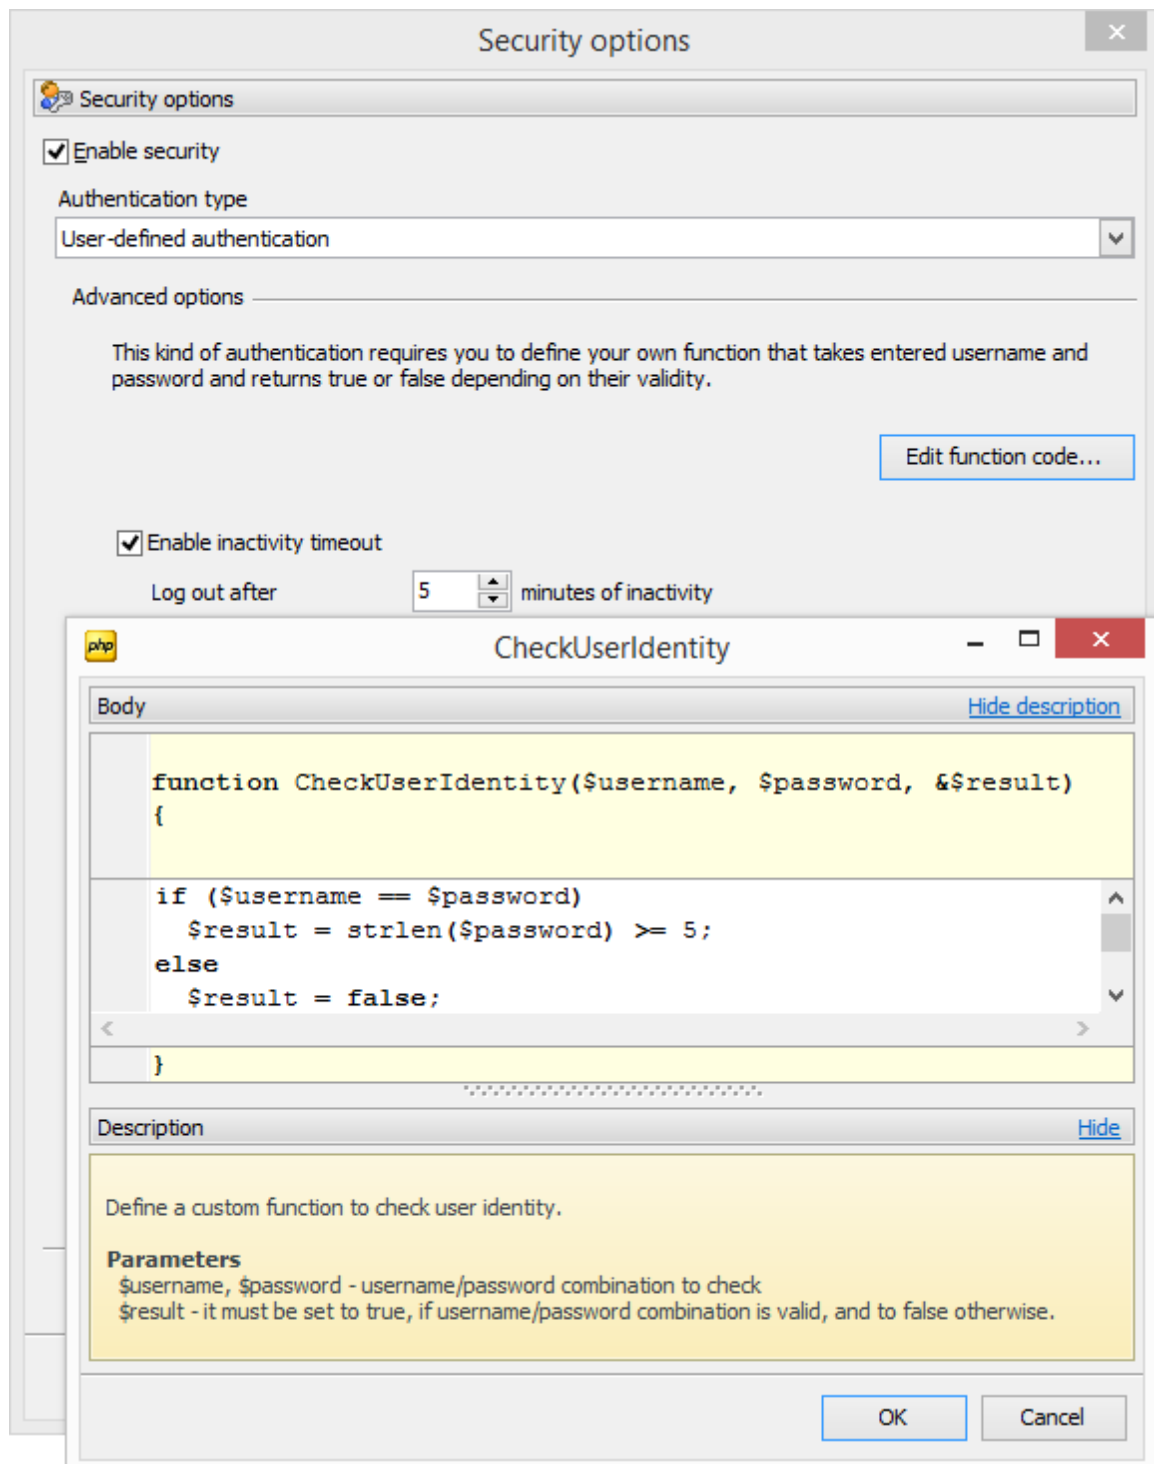 Security options
Security options
Enable security
Authentication type
User-defined authentication
Advanced options
This kind of authentication requires you to define your own function that takes entered username and
password and returns true or false depending on their validity.
Edit function code...
Enable inactivity timeout
Log out after 5 minutes of inactivity
php CheckUserIdentity
Body Hide description
function CheckUserIdentity($username, $password, &$result)
{
if ($username == $password)
$result = strlen($password) >= 5;
else
$result = false;
}
Description Hide
Define a custom function to check user identity.
Parameters
$username, $password - username/password combination to check
$result - it must be set to true, if username/password combination is valid, and to false otherwise.
OK Cancel